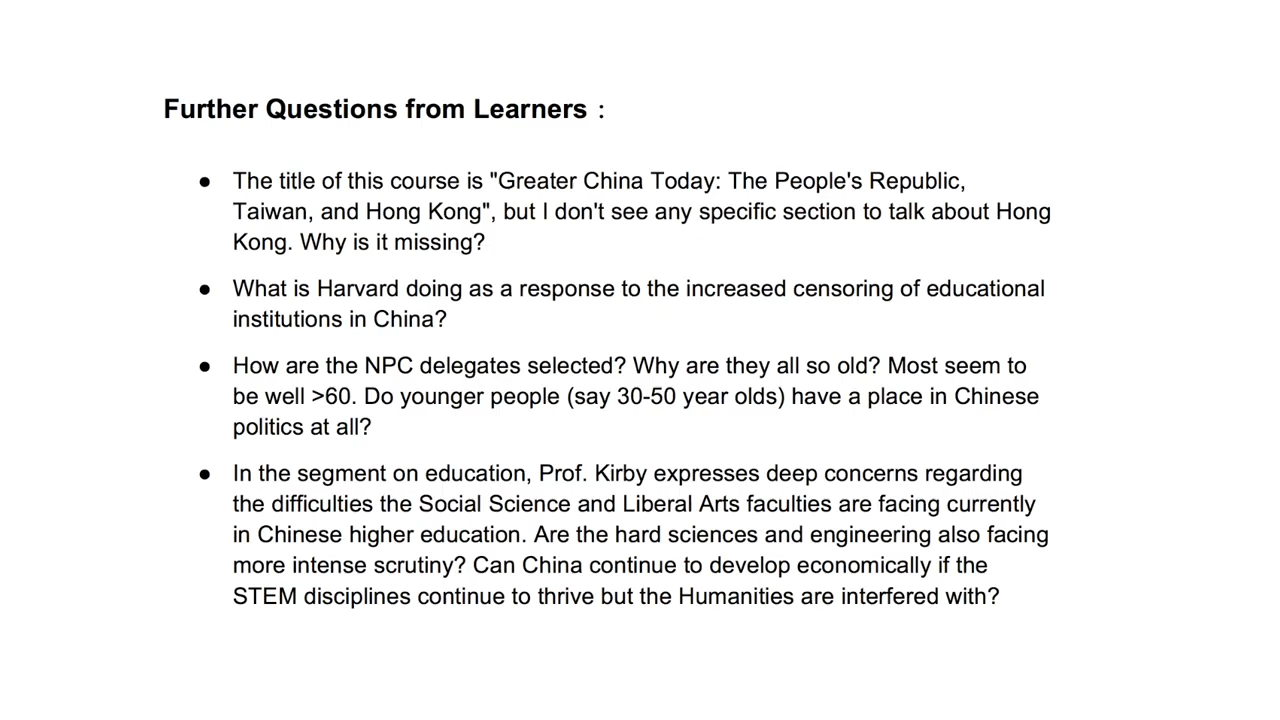 Further Questions from Learners :
● The title of this course is "Greater China Today: The People's Republic,
Taiwan, and Hong Kong", but I don't see any specific section to talk about Hong
Kong. Why is it missing?
● What is Harvard doing as a response to the increased censoring of educational
institutions in China?
● How are the NPC delegates selected? Why are they all so old? Most seem to
be well >60. Do younger people (say 30-50 year olds) have a place in Chinese
politics at all?
● In the segment on education, Prof. Kirby expresses deep concerns regarding
the difficulties the Social Science and Liberal Arts faculties are facing currently
in Chinese higher education. Are the hard sciences and engineering also facing
more intense scrutiny? Can China continue to develop economically if the
STEM disciplines continue to thrive but the Humanities are interfered with?